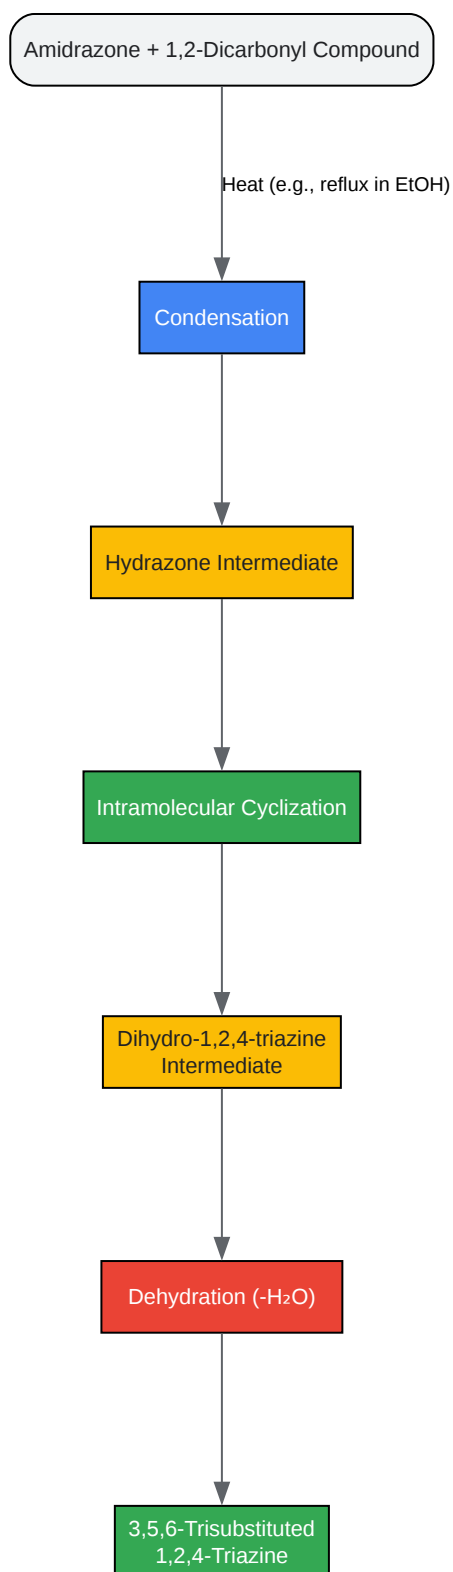 Amidrazone + 1,2-Dicarbonyl Compound
Heat (e.g., reflux in EtOH)
Condensation
Hydrazone Intermediate
Intramolecular Cyclization
Dihydro-1,2,4-triazine
Intermediate
Dehydration (-H₂O)
3,5,6-Trisubstituted
1,2,4-Triazine